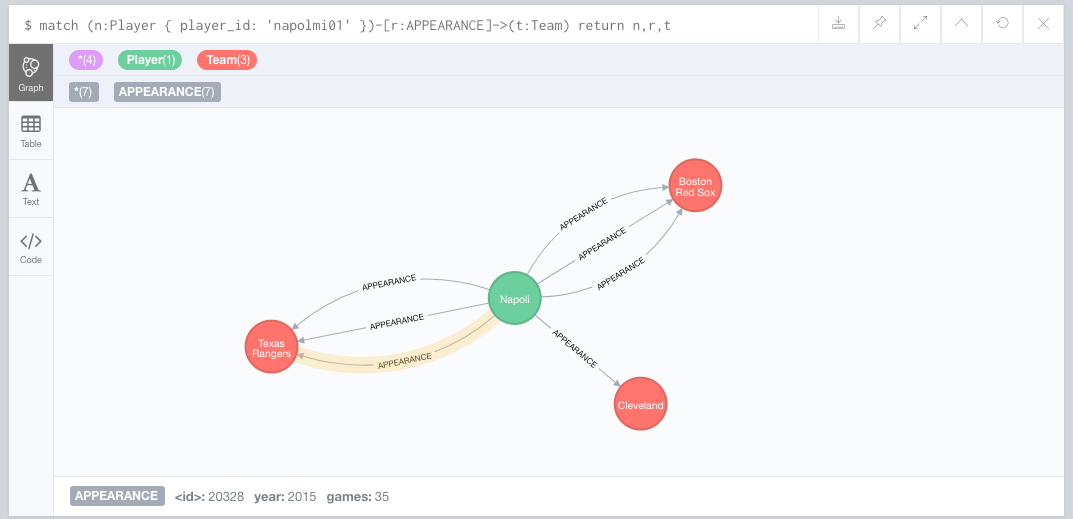 $ match (n:Player { player_id: 'napolmi01' })-[r:APPEARANCE]->(t:Team) return n,r,t
*(4) Player(1) Team(3)
*(7) APPEARANCE(7)
Graph
Table
Text
Code
Boston
Red Sox
APPEARANCE
APPEARANCE
APPEARANCE
APPEARANCE
Napoli
APPEARANCE
Texas
Rangers
APPEARANCE
APPEARANCE
Cleveland
APPEARANCE <id>: 20328 year: 2015 games: 35